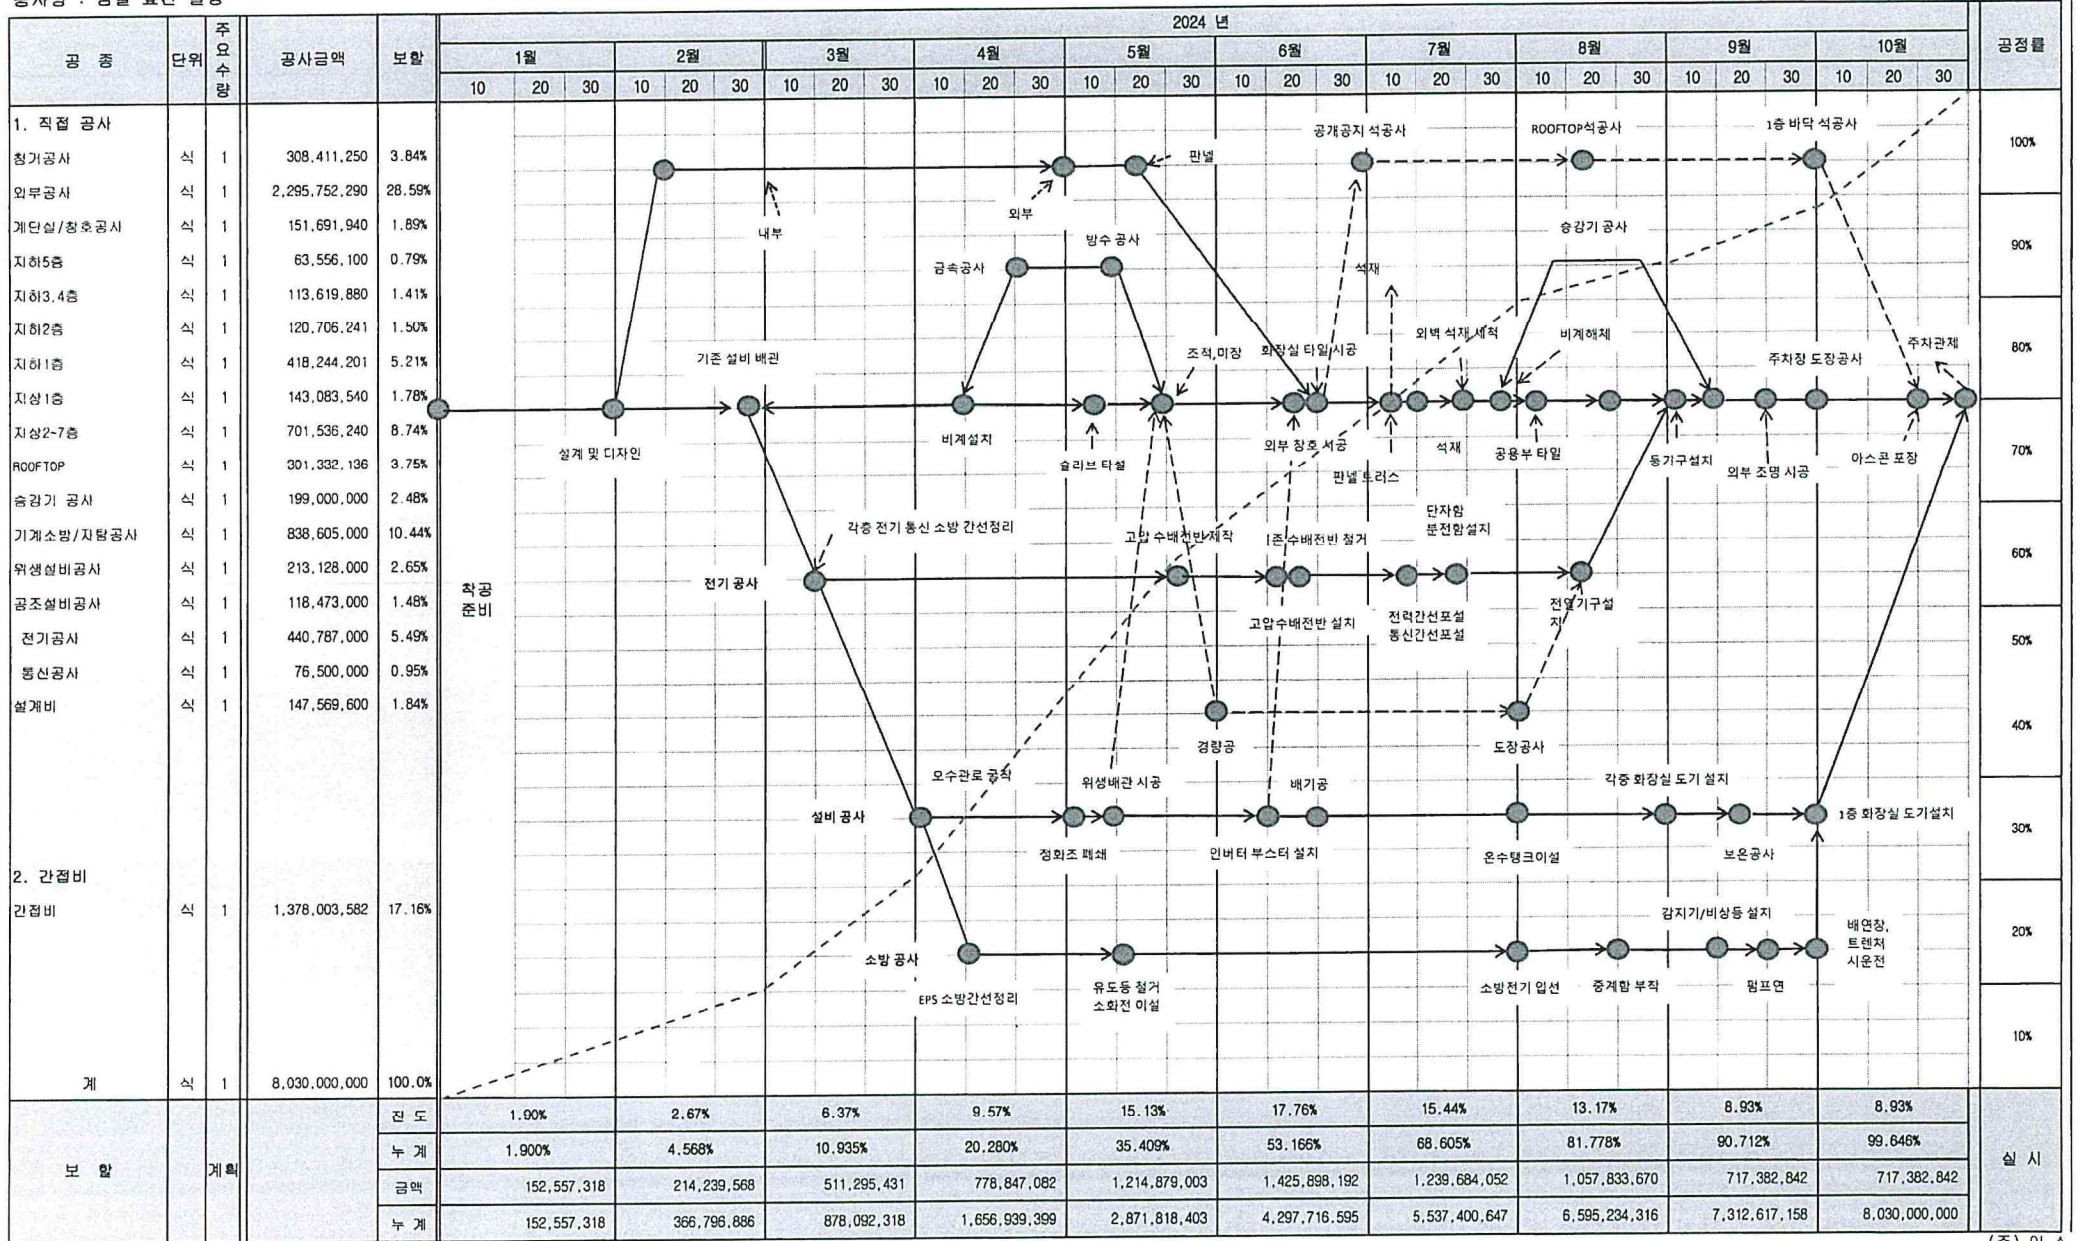 2024 년
공 종 단위 주요수량 공사금액 보할 1월 2월 3월 4월 5월 6월 7월 8월 9월 10월 공정률
10 20 30 10 20 30 10 20 30 10 20 30 10 20 30 10 20 30 10 20 30 10 20 30 10 20 30 10 20 30
1. 직접 공사
철거공사 식 1 308,411,250 3.84%
외부공사 식 1 2,295,752,290 28.59%
계단실/창호공사 식 1 151,691,940 1.89%
지하5층 식 1 63,556,100 0.79%
지하3,4층 식 1 113,619,880 1.41%
지하2층 식 1 120,706,241 1.50%
지하1층 식 1 418,244,201 5.21%
지상1층 식 1 143,083,540 1.78%
지상2~7층 식 1 701,536,240 8.74%
ROOFTOP 식 1 301,332,136 3.75%
승강기 공사 식 1 199,000,000 2.48%
기계소방/자탐공사 식 1 838,605,000 10.44%
위생설비공사 식 1 213,128,000 2.65%
공조설비공사 식 1 118,473,000 1.48%
전기공사 식 1 440,787,000 5.49%
통신공사 식 1 76,500,000 0.95%
설계비 식 1 147,569,600 1.84%
2. 간접비
간접비 식 1 1,378,003,582 17.16%
계 식 1 8,030,000,000 100.0%
공개공지 석공사
ROOFTOP석공사
1층 바닥 석공사
판넬
내부
외부
금속공사
방수 공사
석재
승강기 공사
기존 설비 배관
조적,미장
화장실 타일 시공
외벽 석재 세척
비계해체
주차장 도장공사
주차관제
설계 및 디자인
비계설치
슬리브 타설
외부 창호 시공
판넬 트러스
석재
공용부 타일
등기구설치
외부 조명 시공
아스콘 포장
착공
준비
전기 공사
각층 전기 통신 소방 간선정리
고압 수배전반 제작
존 수배전반 철거
단자함
분전함설치
고압수배전반 설치
전력간선포설
통신간선포설
전열기구설
치
경량공
도장공사
설비 공사
오수관로 굴착
위생배관 시공
배기공
각층 화장실 도기 설치
정화조 폐쇄
인버터 부스터 설치
온수탱크이설
보온공사
1층 화장실 도기설치
소방 공사
EPS 소방간선정리
유도등 철거
소화전 이설
소방전기 입선
중계함 부착
감지기/비상등 설치
펌프연
배연창,
트렌처
시운전
100%
90%
80%
70%
60%
50%
40%
30%
20%
10%
보 할 계획 실 시
진 도 1.90% 2.67% 6.37% 9.57% 15.13% 17.76% 15.44% 13.17% 8.93% 8.93%
누 계 1.900% 4.568% 10.935% 20.280% 35.409% 53.166% 68.605% 81.778% 90.712% 99.646%
금액 152,557,318 214,239,568 511,295,431 778,847,082 1,214,879,003 1,425,898,192 1,239,684,052 1,057,833,670 717,382,842 717,382,842
누 계 152,557,318 366,796,886 878,092,318 1,656,939,399 2,871,818,403 4,297,716,595 5,537,400,647 6,595,234,316 7,312,617,158 8,030,000,000